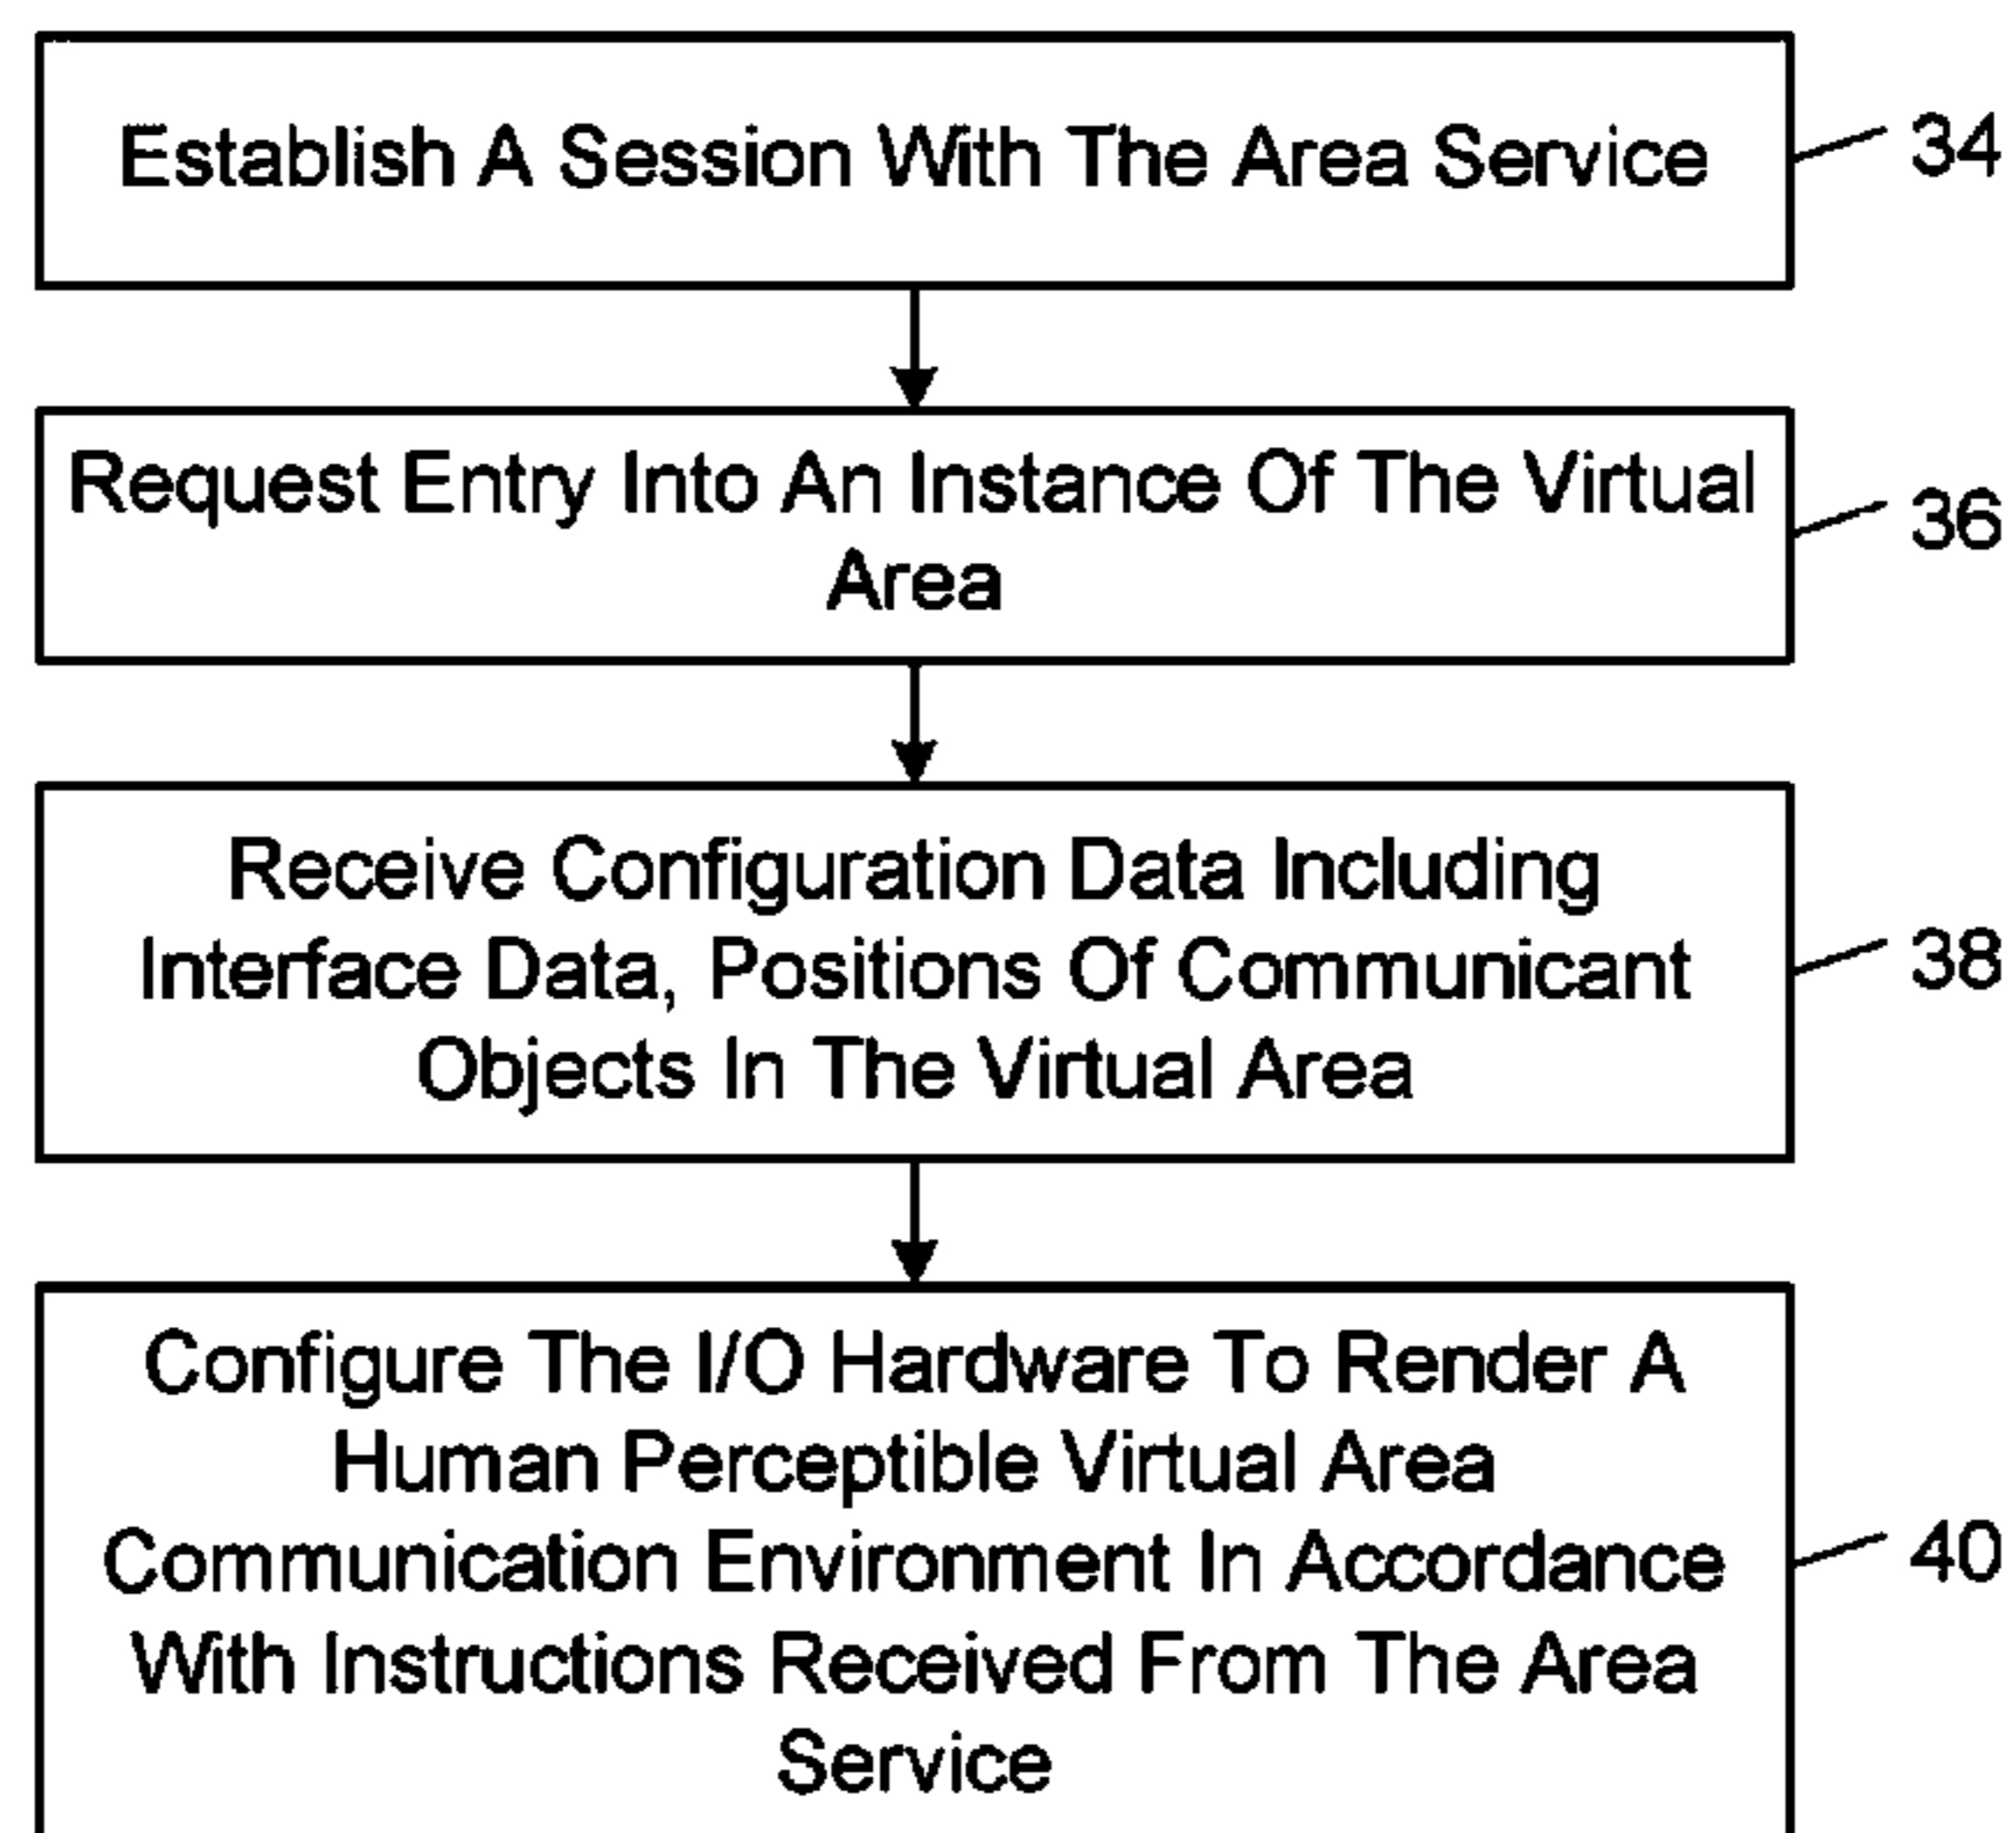 Establish A Session With The Area Service
34
Request Entry Into An Instance Of The Virtual
Area
36
Receive Configuration Data Including
Interface Data, Positions Of Communicant
Objects In The Virtual Area
38
Configure The I/O Hardware To Render A
Human Perceptible Virtual Area
Communication Environment In Accordance
With Instructions Received From The Area
Service
40